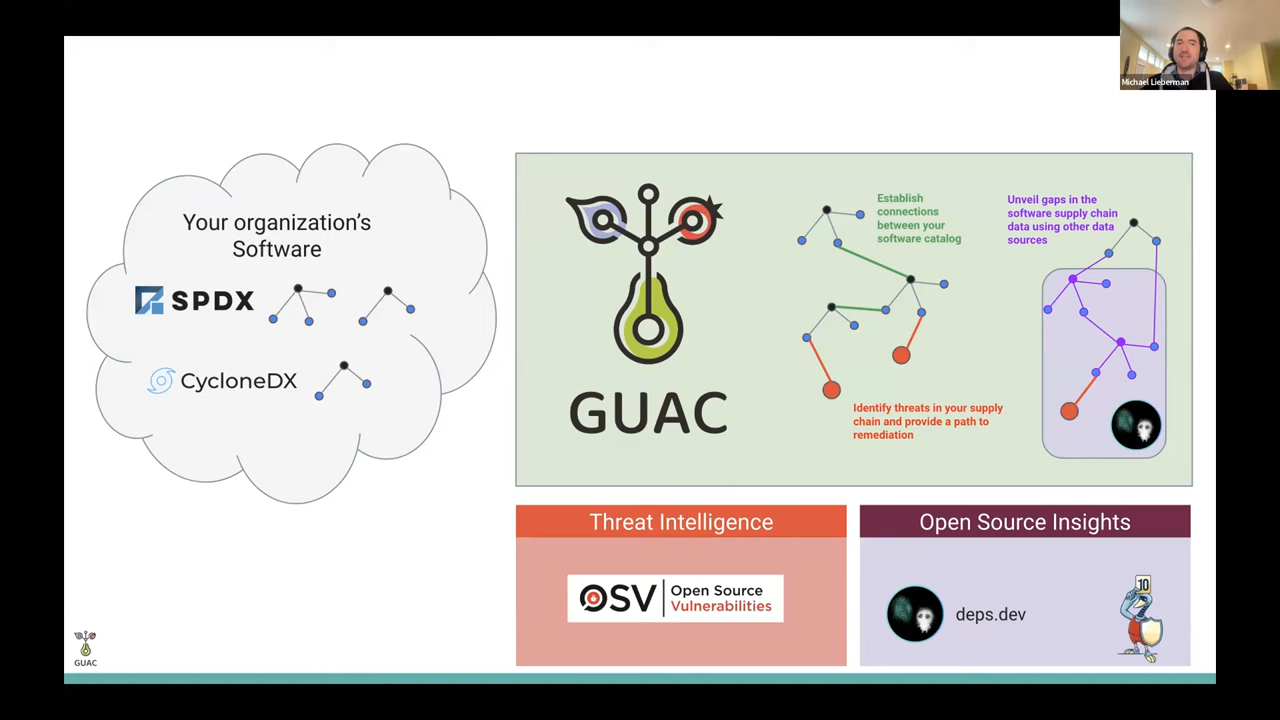 Michael Lieberman
Your organization's
Software
SPDX
CycloneDX
GUAC
Establish
connections
between your
software catalog
Unveil gaps in the
software supply chain
data using other data
sources
Identify threats in your supply
chain and provide a path to
remediation
Threat Intelligence
OSV
Open Source
Vulnerabilities
Open Source Insights
deps.dev
10
GUAC